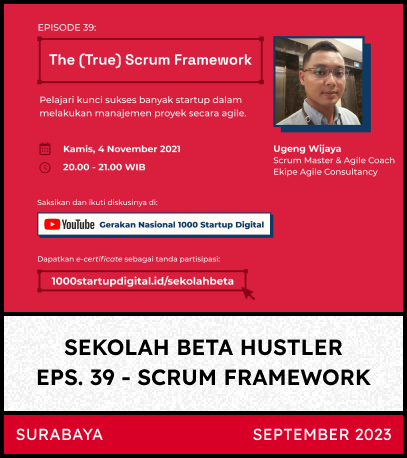 EPISODE 39:
The (True) Scrum Framework
Pelajari kunci sukses banyak startup dalam
melakukan manajemen proyek secara agile.
Kamis, 4 November 2021
20.00 - 21.00 WIB
Ugeng Wijaya
Scrum Master & Agile Coach
Ekipe Agile Consultancy
Saksikan dan ikuti diskusinya di:
YouTube Gerakan Nasional 1000 Startup Digital
Dapatkan e-certificate sebagai tanda partisipasi:
1000startupdigital.id/sekolahbeta
SEKOLAH BETA HUSTLER
EPS. 39 - SCRUM FRAMEWORK
SURABAYA SEPTEMBER 2023